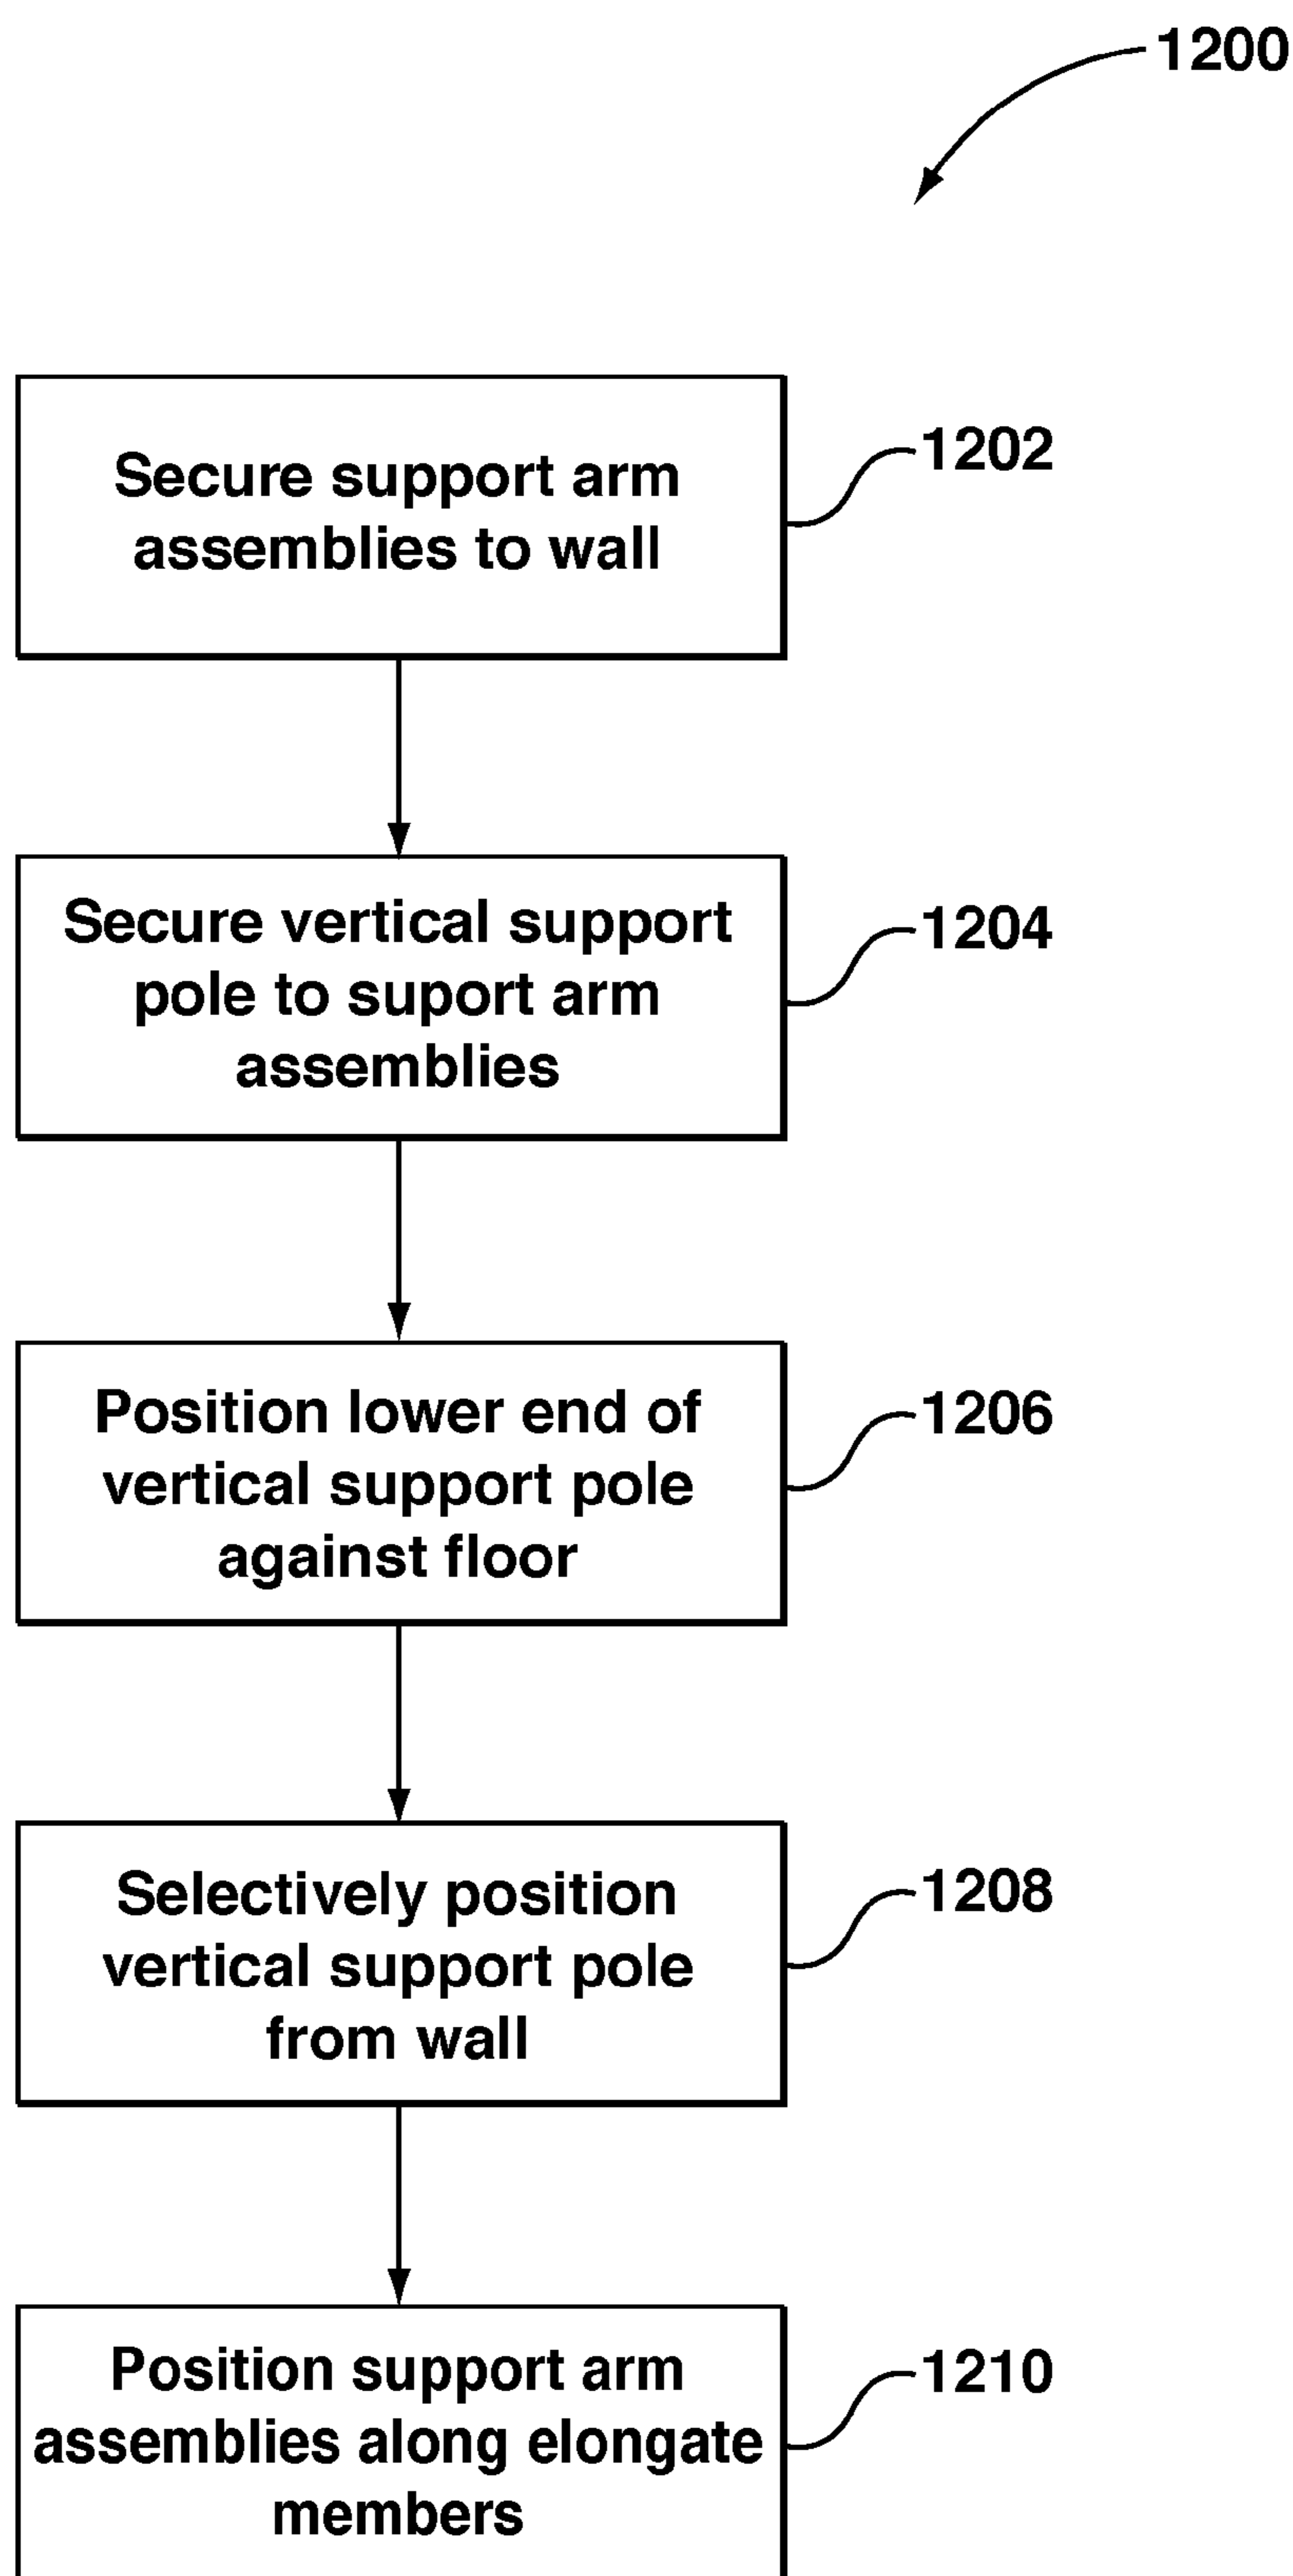 1200
Secure support arm
assemblies to wall
1202
Secure vertical support
pole to suport arm
assemblies
1204
Position lower end of
vertical support pole
against floor
1206
Selectively position
vertical support pole
from wall
1208
Position support arm
assemblies along elongate
members
1210